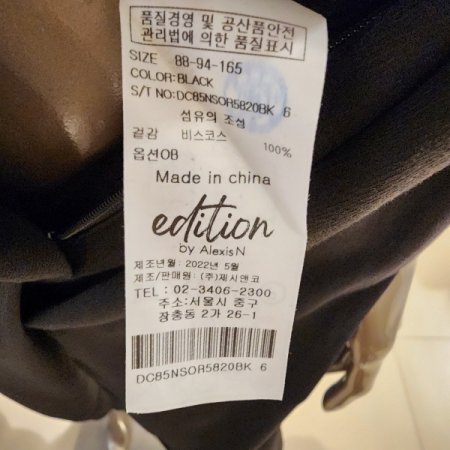 품질경영 및 공산품안전
관리법에 의한 품질표시
SIZE 88-94-165
COLOR:BLACK
S/T NO:DC85NSOR5820BK 6
섬유의 조성
겉감 비스코스 100%
옵션OB
Made in china
edition
by AlexisN
제조년월: 2022년 5월
제조/판매원: (주)제시앤코
TEL : 02-3406-2300
주소:서울시 중구
장충동 2가 26-1
DC85NSOR5820BK 6